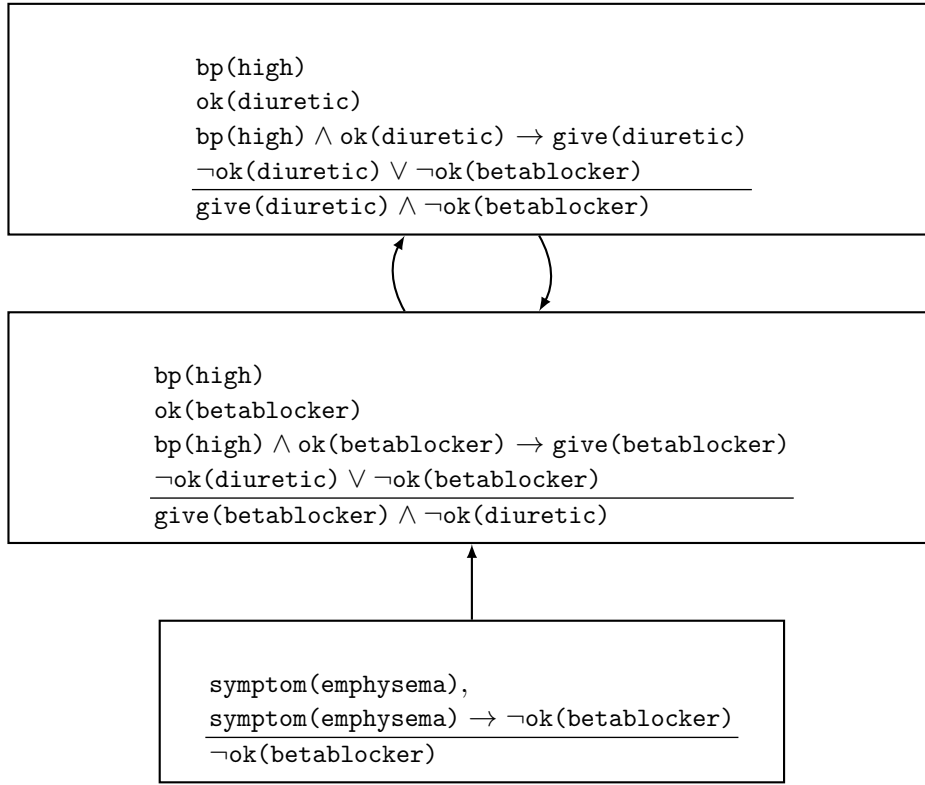 bp(high)
ok(diuretic)
bp(high) ∧ ok(diuretic) → give(diuretic)
¬ok(diuretic) ∨ ¬ok(betablocker)
give(diuretic) ∧ ¬ok(betablocker)
bp(high)
ok(betablocker)
bp(high) ∧ ok(betablocker) → give(betablocker)
¬ok(diuretic) ∨ ¬ok(betablocker)
give(betablocker) ∧ ¬ok(diuretic)
symptom(emphysema),
symptom(emphysema) → ¬ok(betablocker)
¬ok(betablocker)